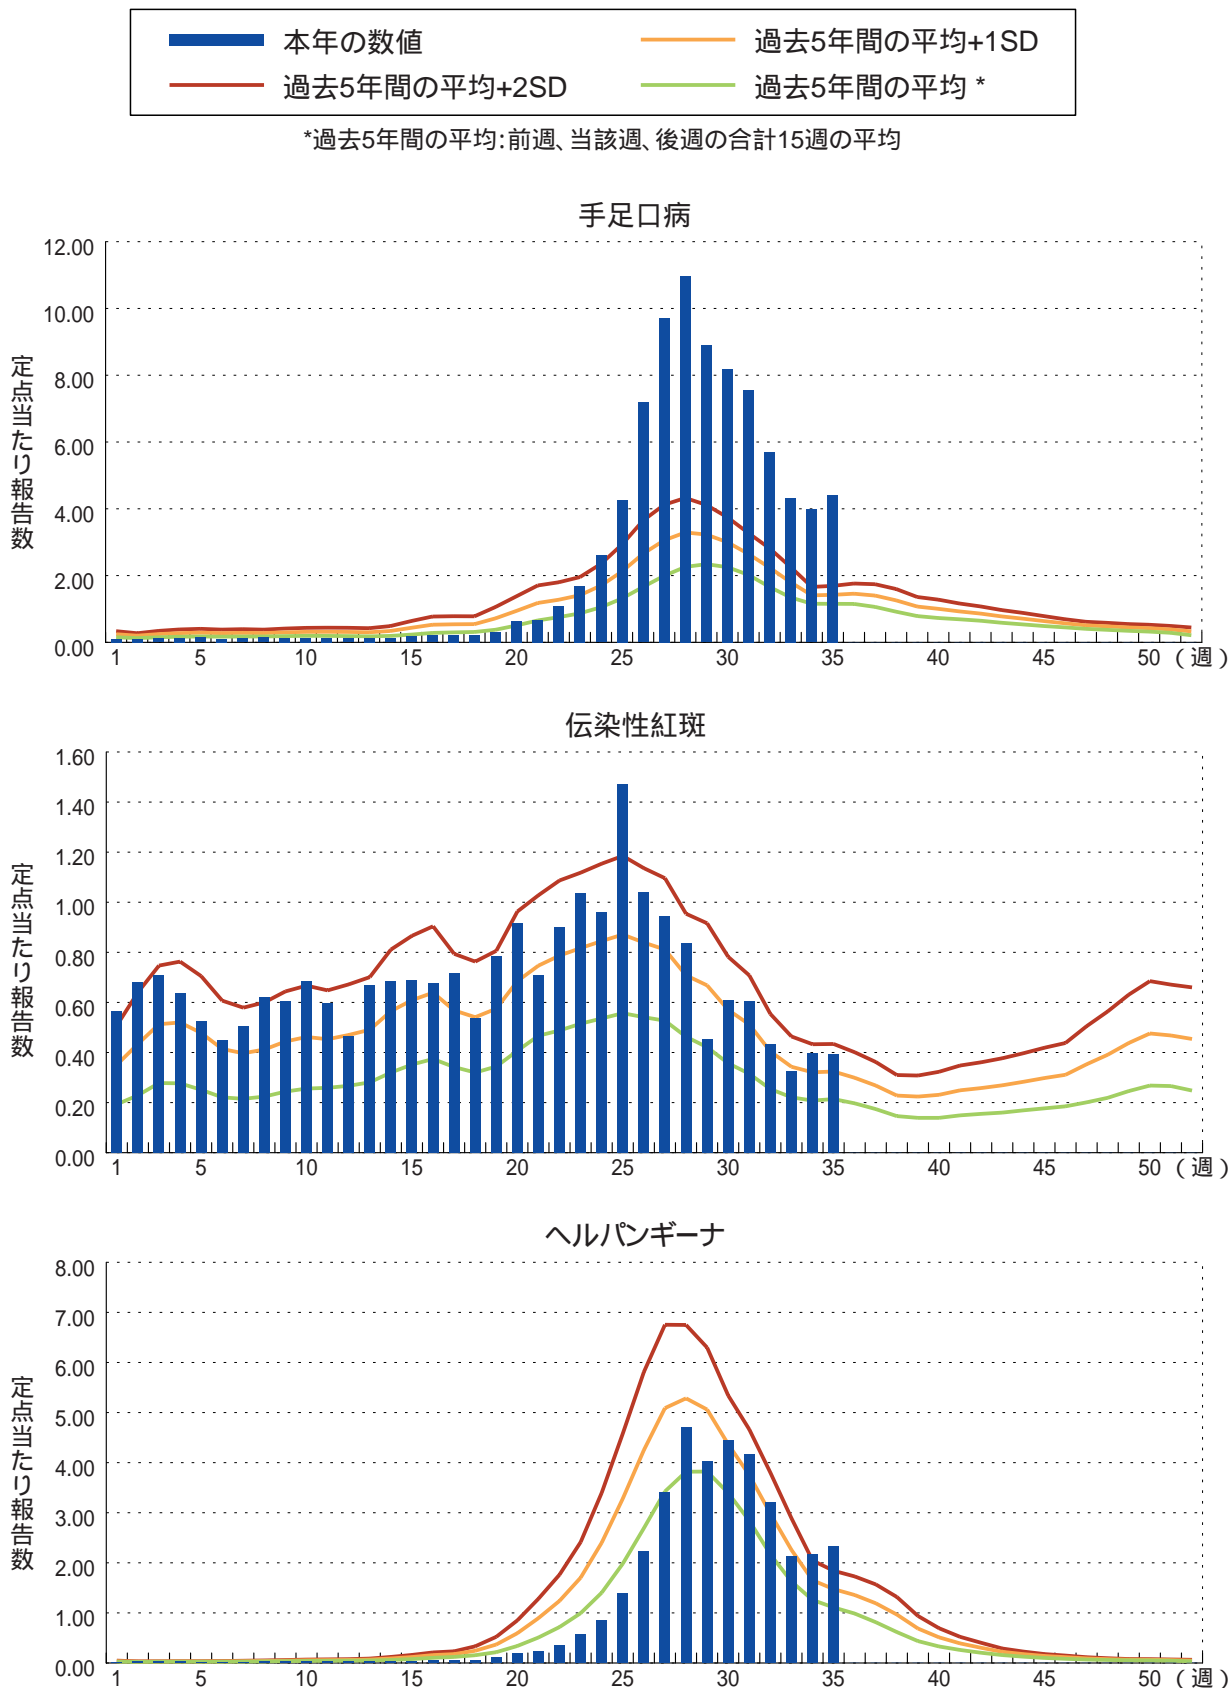 本年の数値
過去5年間の平均+1SD
過去5年間の平均+2SD
過去5年間の平均 *
*過去5年間の平均:前週、当該週、後週の合計15週の平均
手足口病
定点当たり報告数
12.00
10.00
8.00
6.00
4.00
2.00
0.00
1 5 10 15 20 25 30 35 40 45 50 (週)
伝染性紅斑
定点当たり報告数
1.60
1.40
1.20
1.00
0.80
0.60
0.40
0.20
0.00
1 5 10 15 20 25 30 35 40 45 50 (週)
ヘルパンギーナ
定点当たり報告数
8.00
7.00
6.00
5.00
4.00
3.00
2.00
1.00
0.00
1 5 10 15 20 25 30 35 40 45 50 (週)